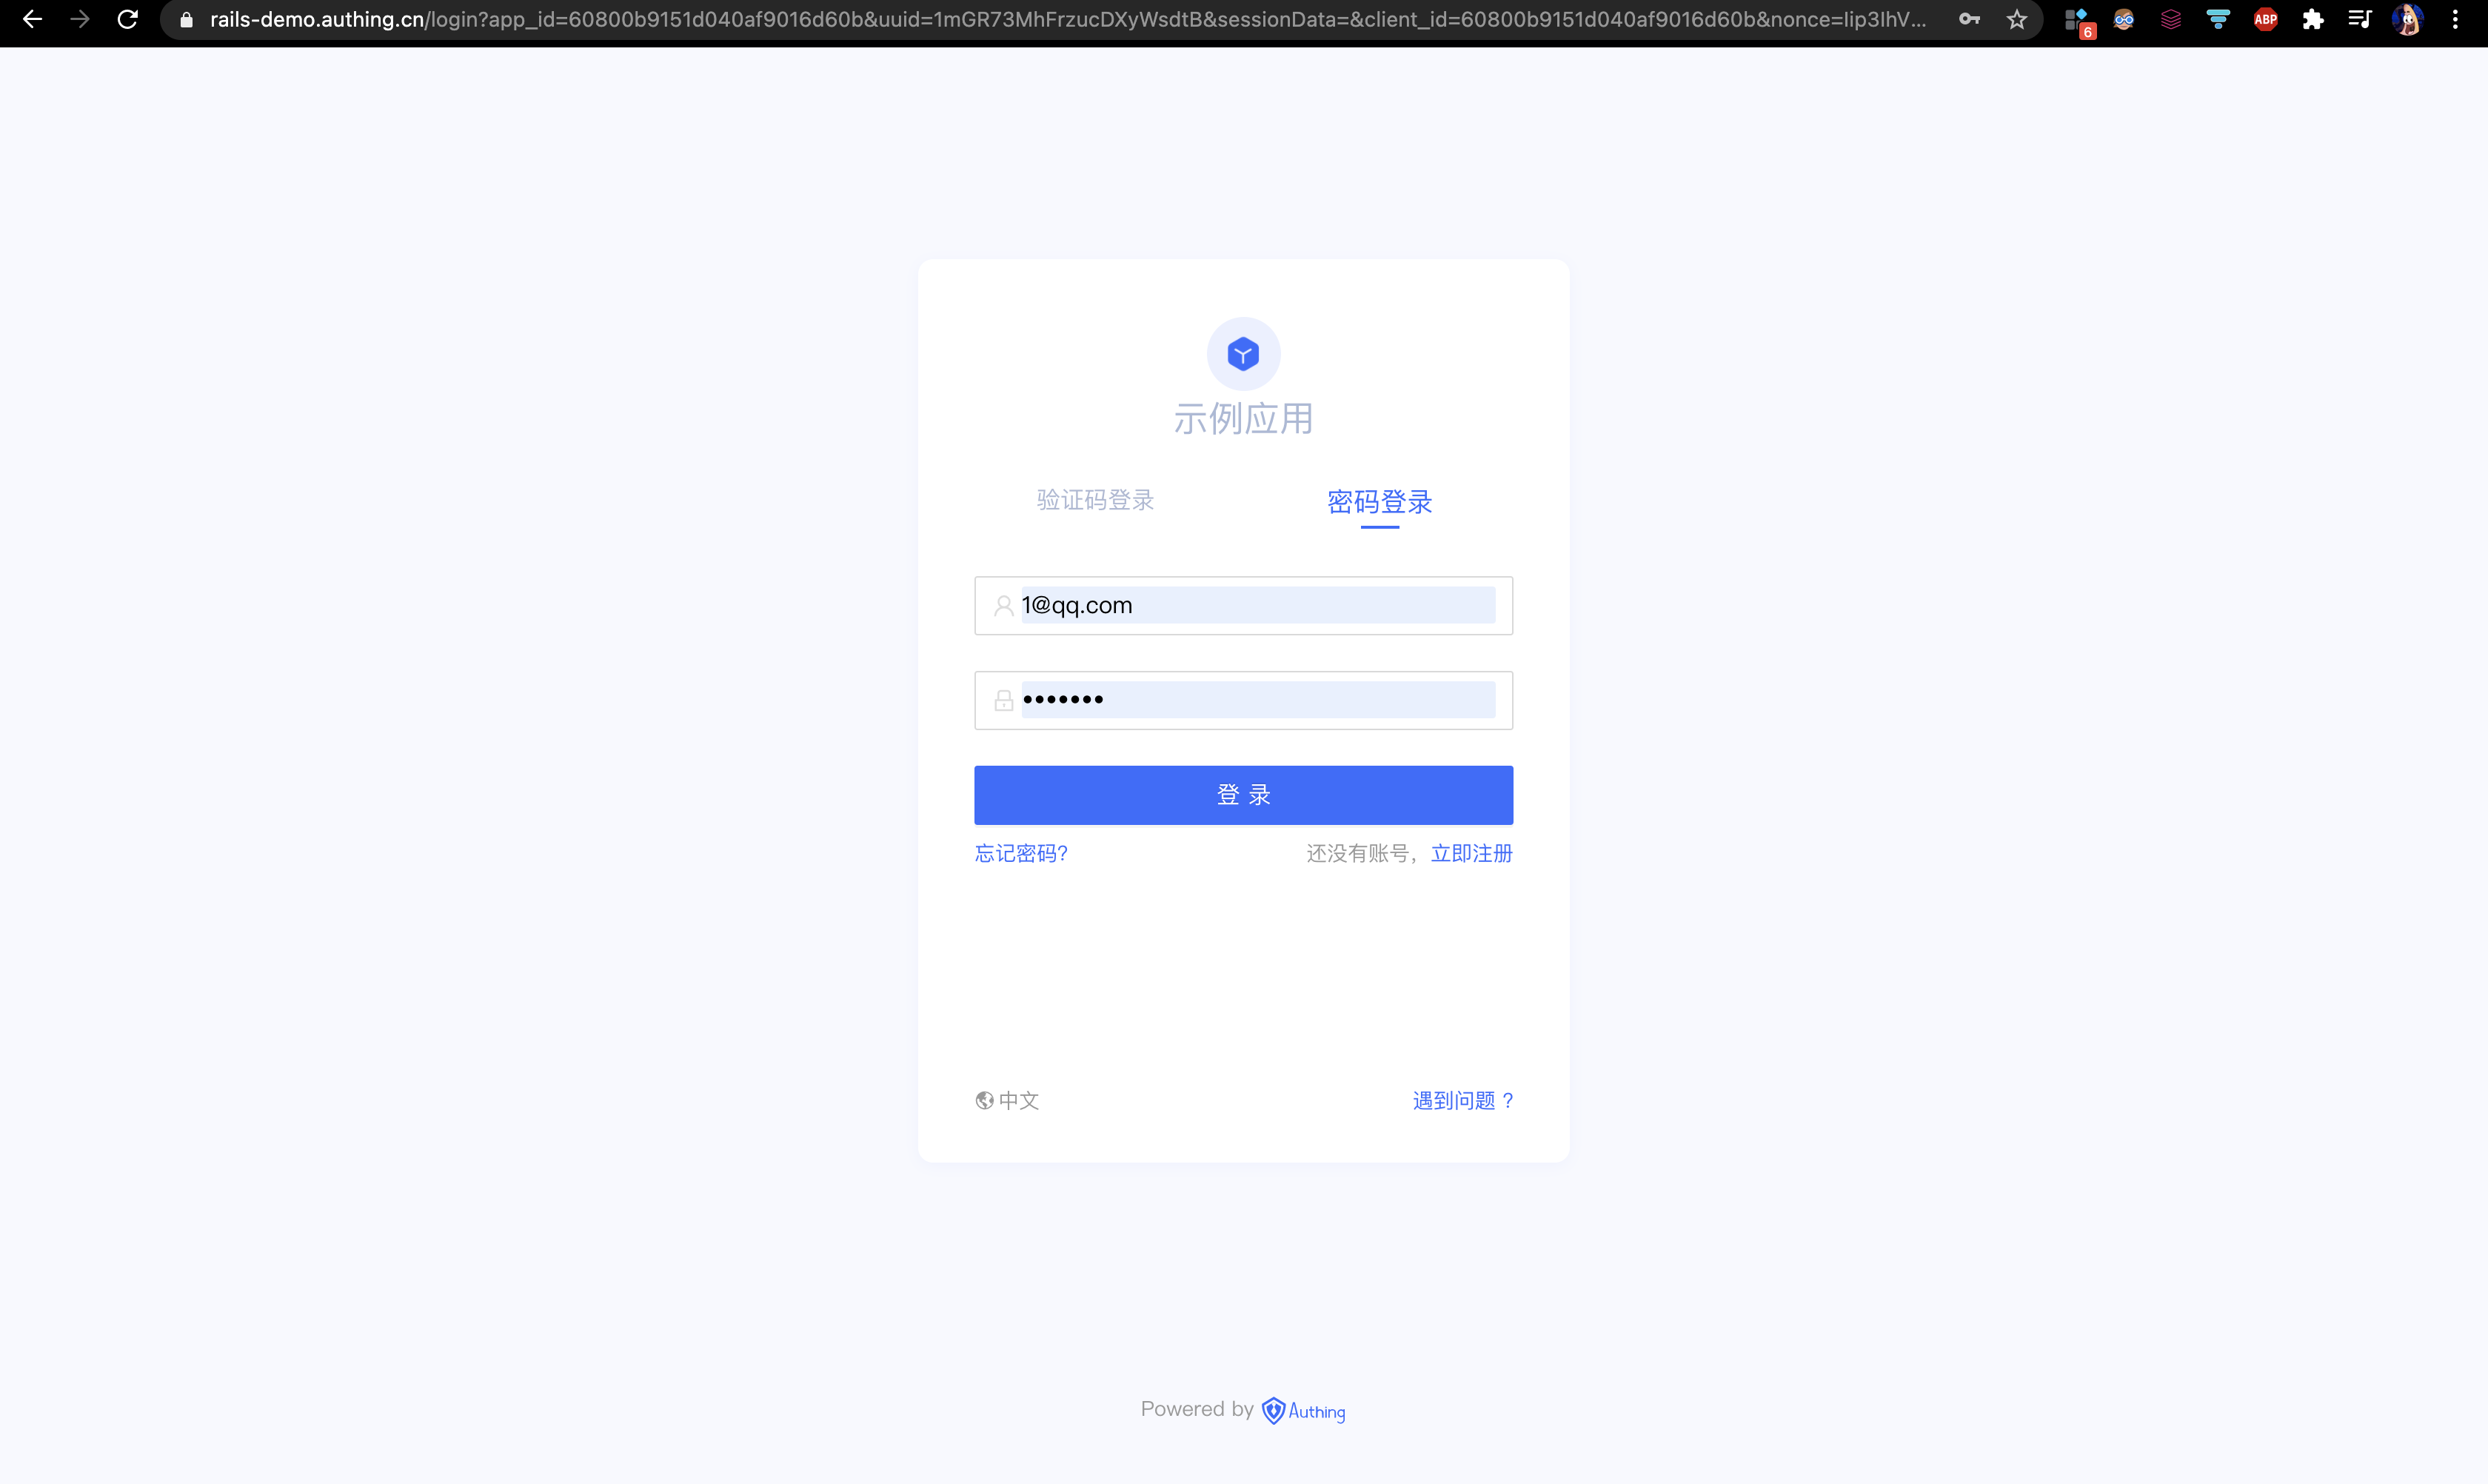 rails-demo.authing.cn/login?app_id=60800b9151d040af9016d60b&uuid=1mGR73MhFrzucDXyWsdtB&sessionData=&client_id=60800b9151d040af9016d60b&nonce=lip3IhV...
6
ABP
示例应用
验证码登录 密码登录
1@qq.com
•••••••
登 录
忘记密码? 还没有账号，立即注册
中文 遇到问题 ?
Powered by Authing